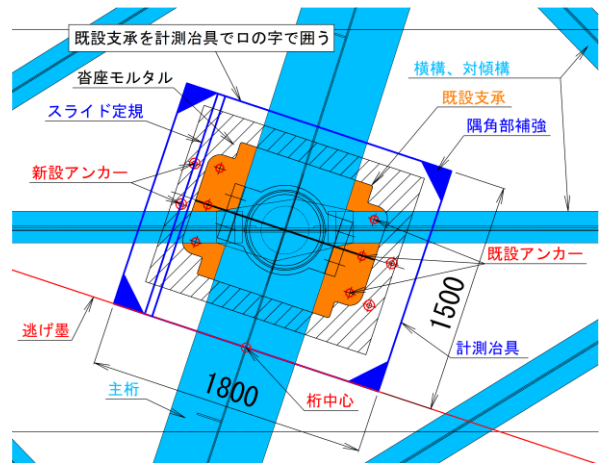 既設支承を計測冶具でロの字で囲う
沓座モルタル
横構、対傾構
既設支承
スライド定規
隅角部補強
新設アンカー
既設アンカー
1500
逃げ墨
計測冶具
1800
主桁
桁中心